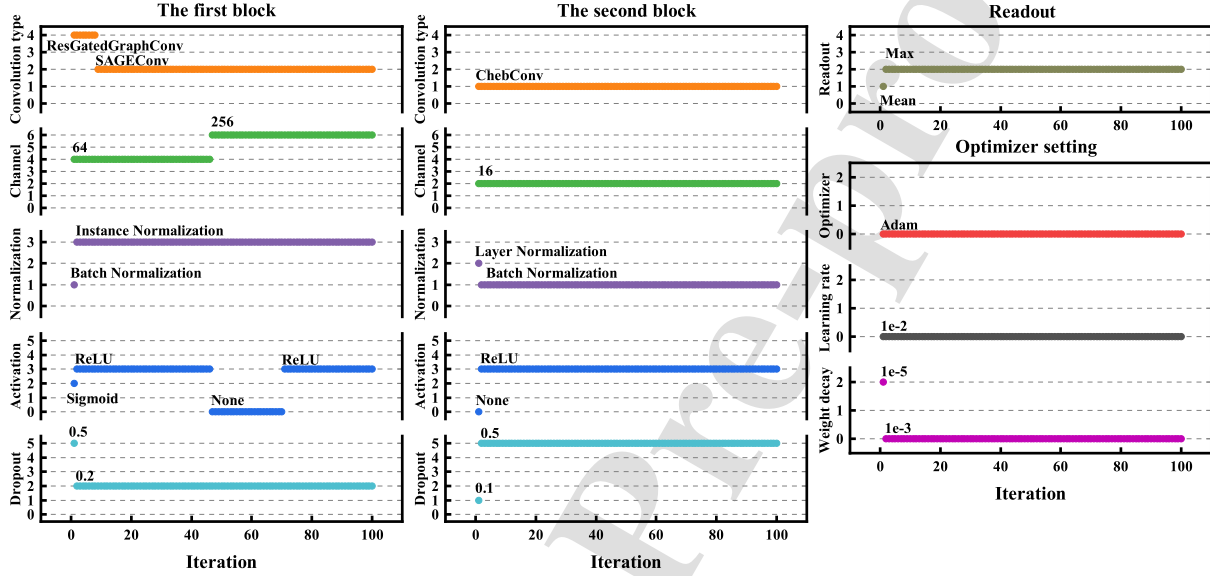 The first block
Convolution type
4
3
2
1
0
ResGatedGraphConv
SAGEConv
Channel
6
5
4
3
2
1
0
64
256
Normalization
3
2
1
0
Instance Normalization
Batch Normalization
Activation
5
4
3
2
1
0
ReLU
Sigmoid
None
ReLU
Dropout
5
4
3
2
1
0
0.5
0.2
0 20 40 60 80 100
Iteration
The second block
Convolution type
4
3
2
1
0
ChebConv
Channel
6
5
4
3
2
1
0
16
Normalization
3
2
1
0
Layer Normalization
Batch Normalization
Activation
5
4
3
2
1
0
ReLU
None
Dropout
5
4
3
2
1
0
0.5
0.1
0 20 40 60 80 100
Iteration
Readout
Readout
4
3
2
1
0
Max
Mean
0 20 40 60 80 100
Optimizer setting
Optimizer
2
1
0
Adam
Learning rate
2
1
0
1e-2
Weight decay
2
1
0
1e-5
1e-3
0 20 40 60 80 100
Iteration
Pre-pro